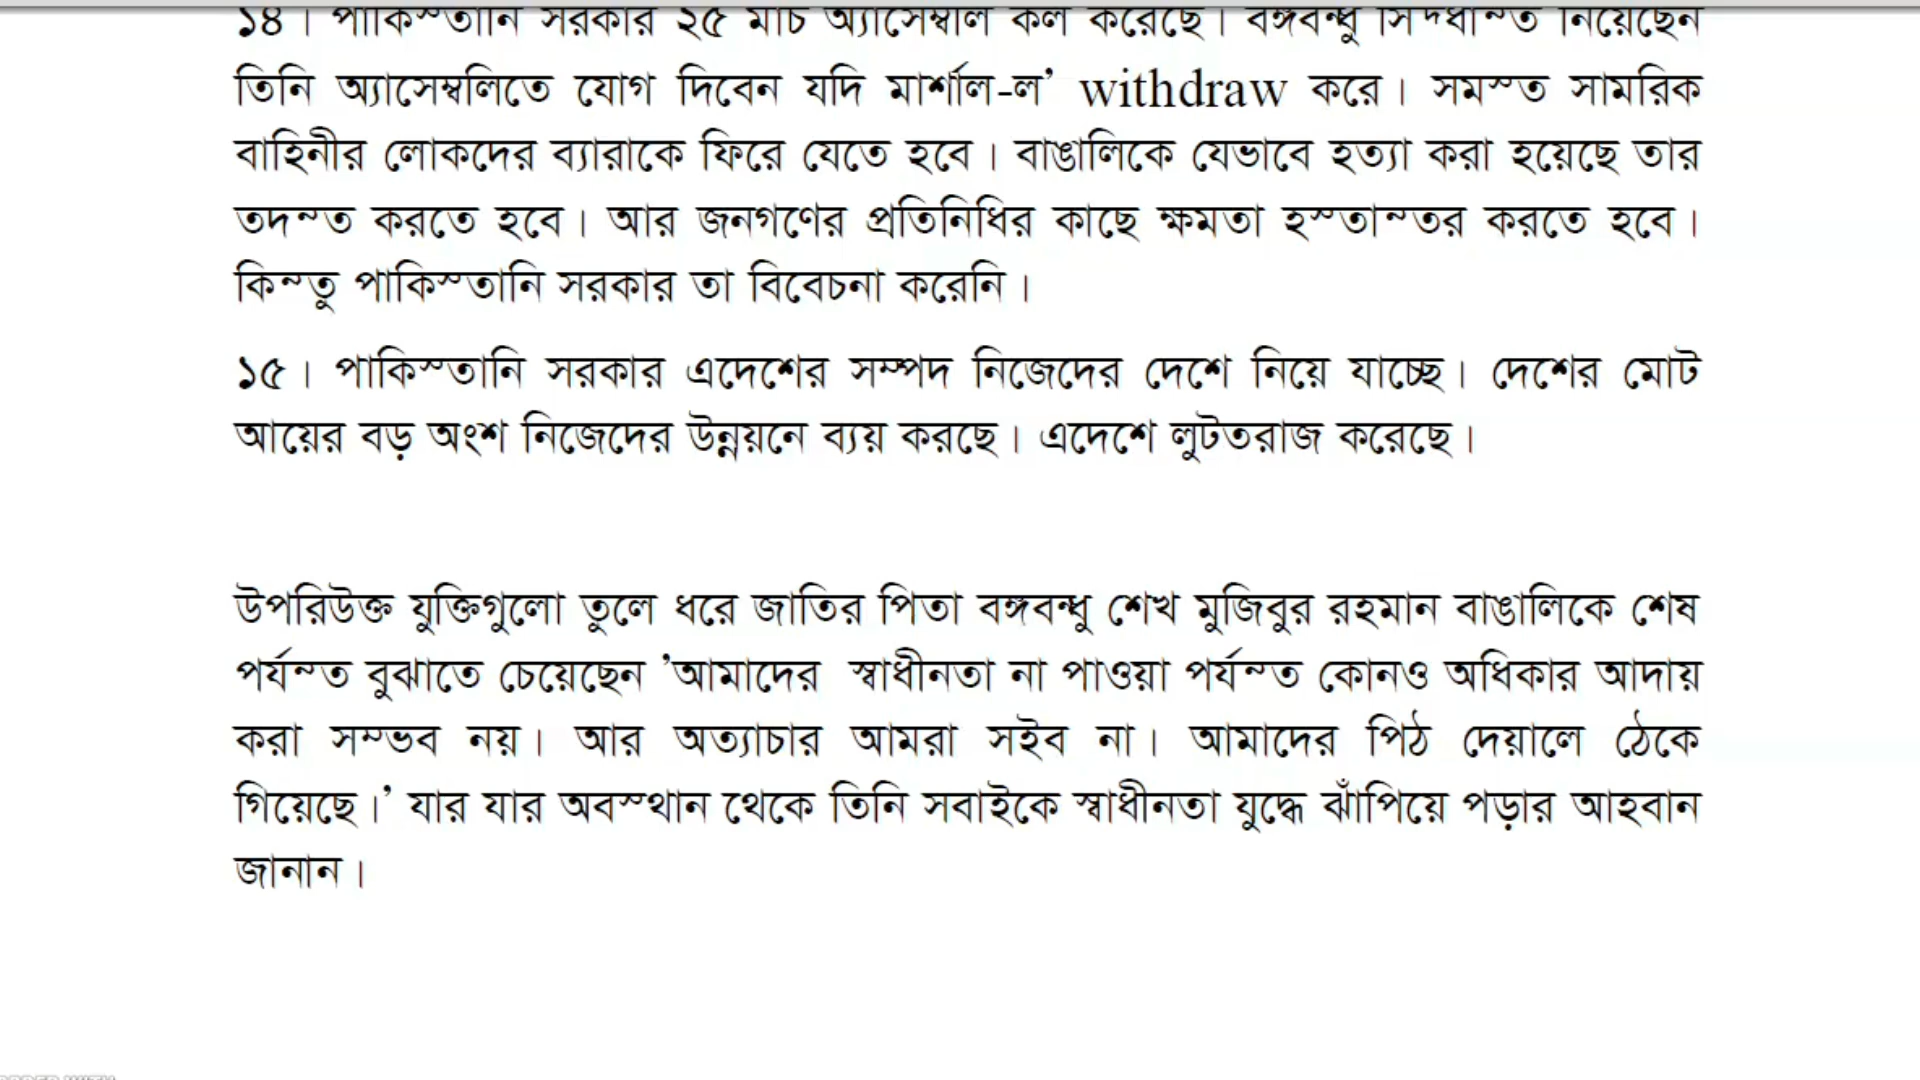 ১৪। পাকিস্তানি সরকার ২৫ মার্চ অ্যাসেম্বলি কল করেছে। বঙ্গবন্ধু সিদ্ধান্ত নিয়েছেন
তিনি অ্যাসেম্বলিতে যোগ দিবেন যদি মার্শাল-ল’ withdraw করে। সমস্ত সামরিক
বাহিনীর লোকদের ব্যারাকে ফিরে যেতে হবে। বাঙালিকে যেভাবে হত্যা করা হয়েছে তার
তদন্ত করতে হবে। আর জনগণের প্রতিনিধির কাছে ক্ষমতা হস্তান্তর করতে হবে।
কিন্তু পাকিস্তানি সরকার তা বিবেচনা করেনি।
১৫। পাকিস্তানি সরকার এদেশের সম্পদ নিজেদের দেশে নিয়ে যাচ্ছে। দেশের মোট
আয়ের বড় অংশ নিজেদের উন্নয়নে ব্যয় করছে। এদেশে লুটতরাজ করেছে।
উপরিউক্ত যুক্তিগুলো তুলে ধরে জাতির পিতা বঙ্গবন্ধু শেখ মুজিবুর রহমান বাঙালিকে শেষ
পর্যন্ত বুঝাতে চেয়েছেন ’আমাদের স্বাধীনতা না পাওয়া পর্যন্ত কোনও অধিকার আদায়
করা সম্ভব নয়। আর অত্যাচার আমরা সইব না। আমাদের পিঠ দেয়ালে ঠেকে
গিয়েছে।’ যার যার অবস্থান থেকে তিনি সবাইকে স্বাধীনতা যুদ্ধে ঝাঁপিয়ে পড়ার আহবান
জানান।